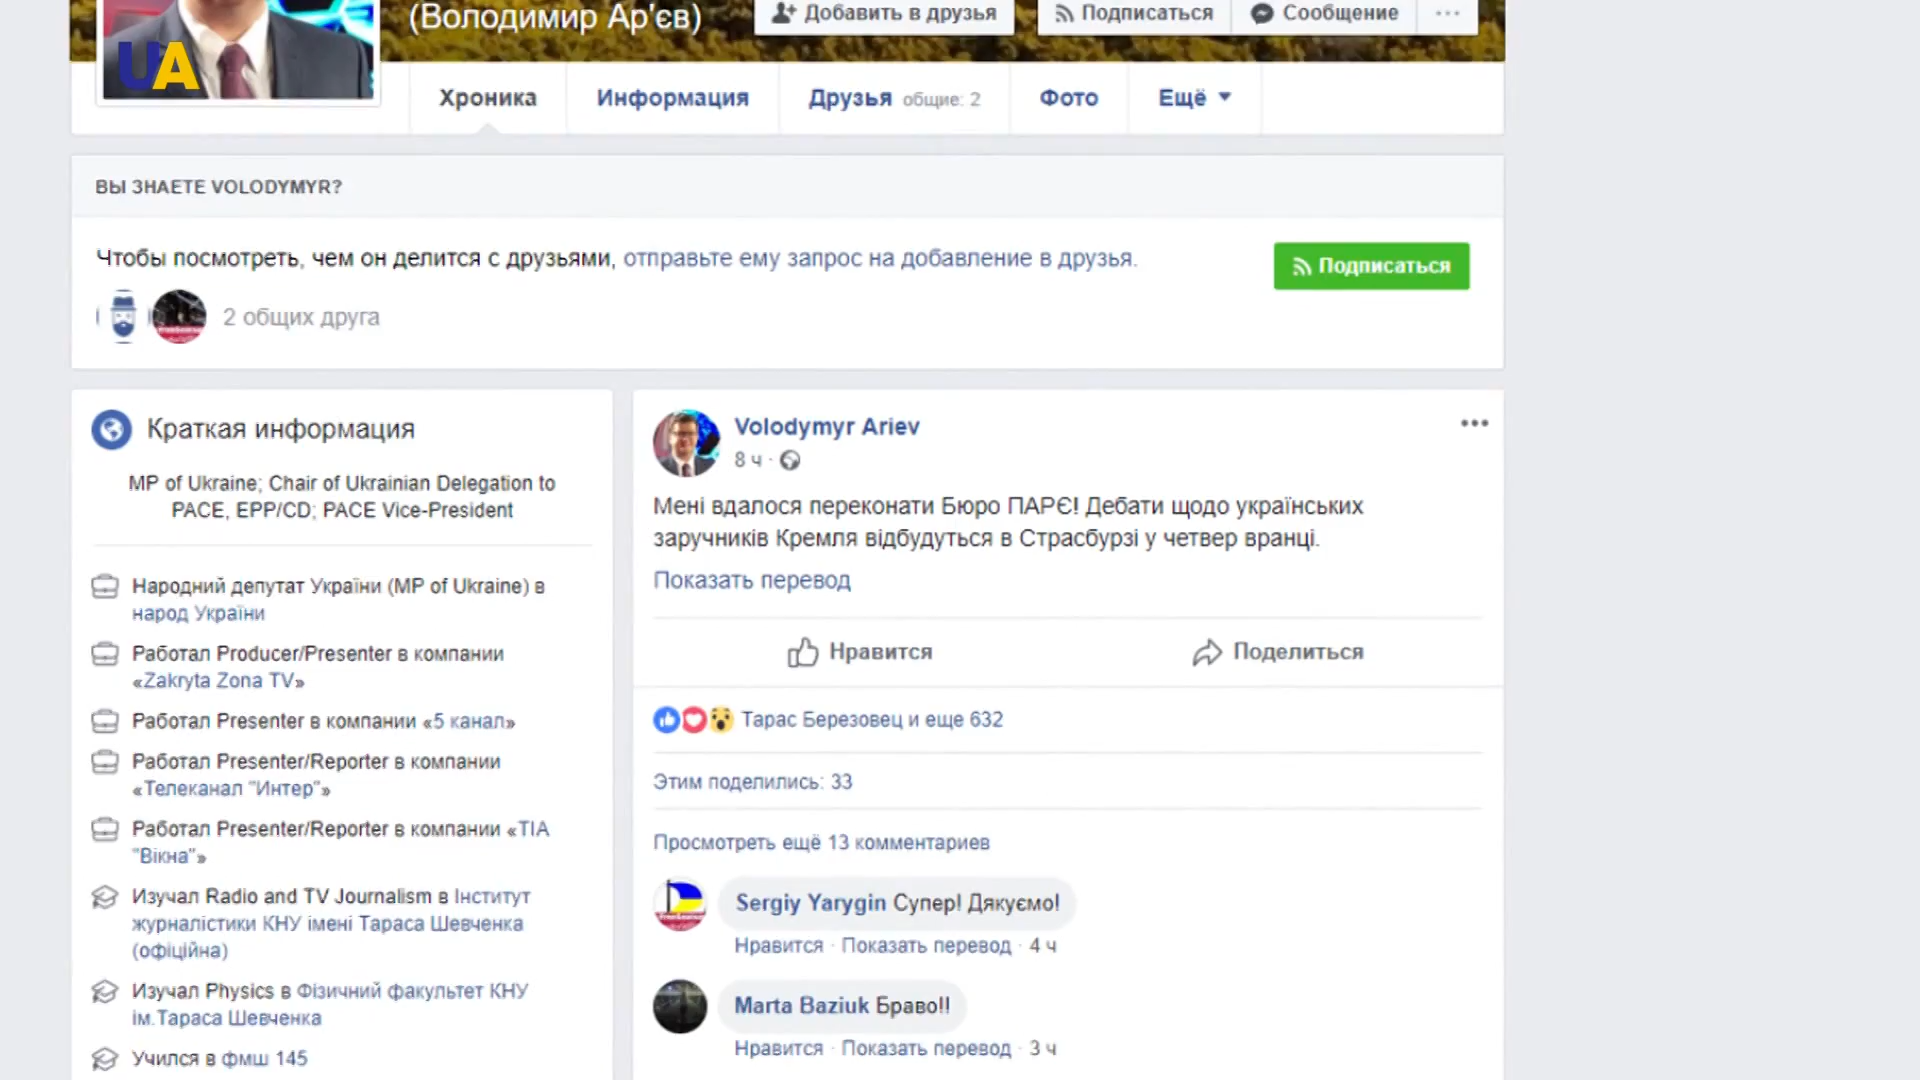 (Володимир Ар'єв)
Добавить в друзья
Подписаться
Сообщение
UA
Хроника
Информация
Друзья общие: 2
Фото
Ещё
ВЫ ЗНАЕТЕ VOLODYMYR?
Чтобы посмотреть, чем он делится с друзьями, отправьте ему запрос на добавление в друзья.
Подписаться
2 общих друга
Краткая информация
MP of Ukraine; Chair of Ukrainian Delegation to
PACE, EPP/CD; PACE Vice-President
Народний депутат України (MP of Ukraine) в
народ України
Работал Producer/Presenter в компании
«Zakryta Zona TV»
Работал Presenter в компании «5 канал»
Работал Presenter/Reporter в компании
«Телеканал "Интер"»
Работал Presenter/Reporter в компании «ТІА
"Вікна"»
Изучал Radio and TV Journalism в Інститут
журналістики КНУ імені Тараса Шевченка
(офіційна)
Изучал Physics в Фізичний факультет КНУ
ім.Тараса Шевченка
Учился в фмш 145
Volodymyr Ariev
8 ч ·
Мені вдалося переконати Бюро ПАРЄ! Дебати щодо українських
заручників Кремля відбудуться в Страсбурзі у четвер вранці.
Показать перевод
Нравится
Поделиться
Тарас Березовец и еще 632
Этим поделились: 33
Просмотреть ещё 13 комментариев
Sergiy Yarygin Супер! Дякуємо!
Нравится · Показать перевод · 4 ч
Marta Baziuk Браво!!
Нравится · Показать перевод · 3 ч